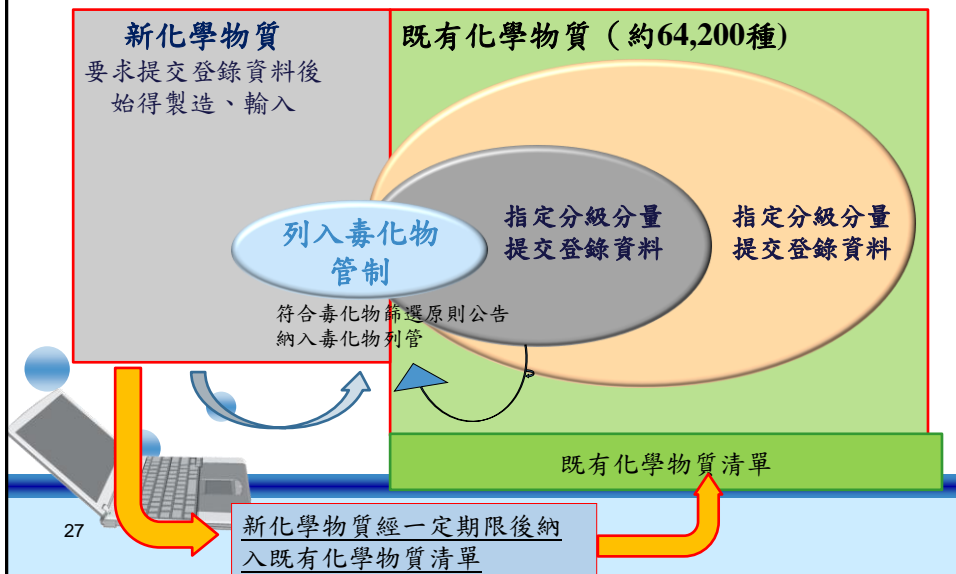 新化學物質
要求提交登錄資料後
始得製造、輸入
既有化學物質（約64,200種)
列入毒化物
管制
指定分級分量
提交登錄資料
指定分級分量
提交登錄資料
符合毒化物篩選原則公告
納入毒化物列管
既有化學物質清單
27
新化學物質經一定期限後納
入既有化學物質清單